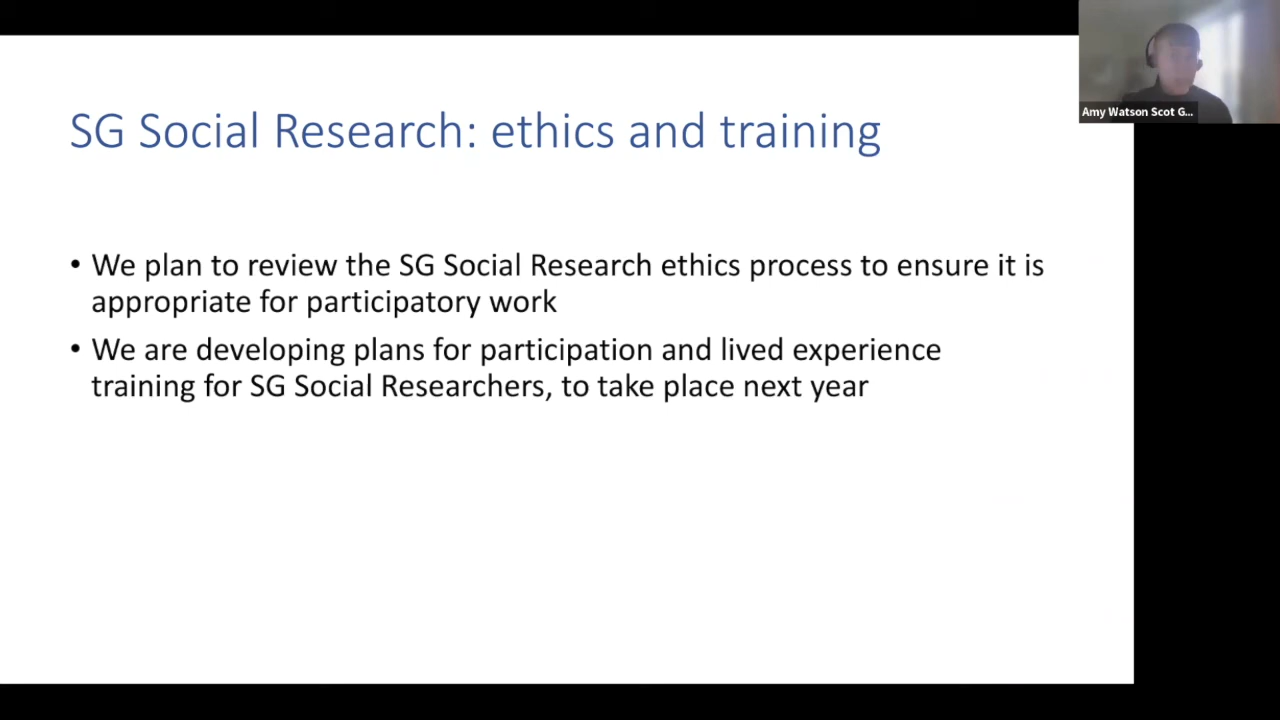 SG Social Research: ethics and training
• We plan to review the SG Social Research ethics process to ensure it is
appropriate for participatory work
• We are developing plans for participation and lived experience
training for SG Social Researchers, to take place next year
Amy Watson Scot G...